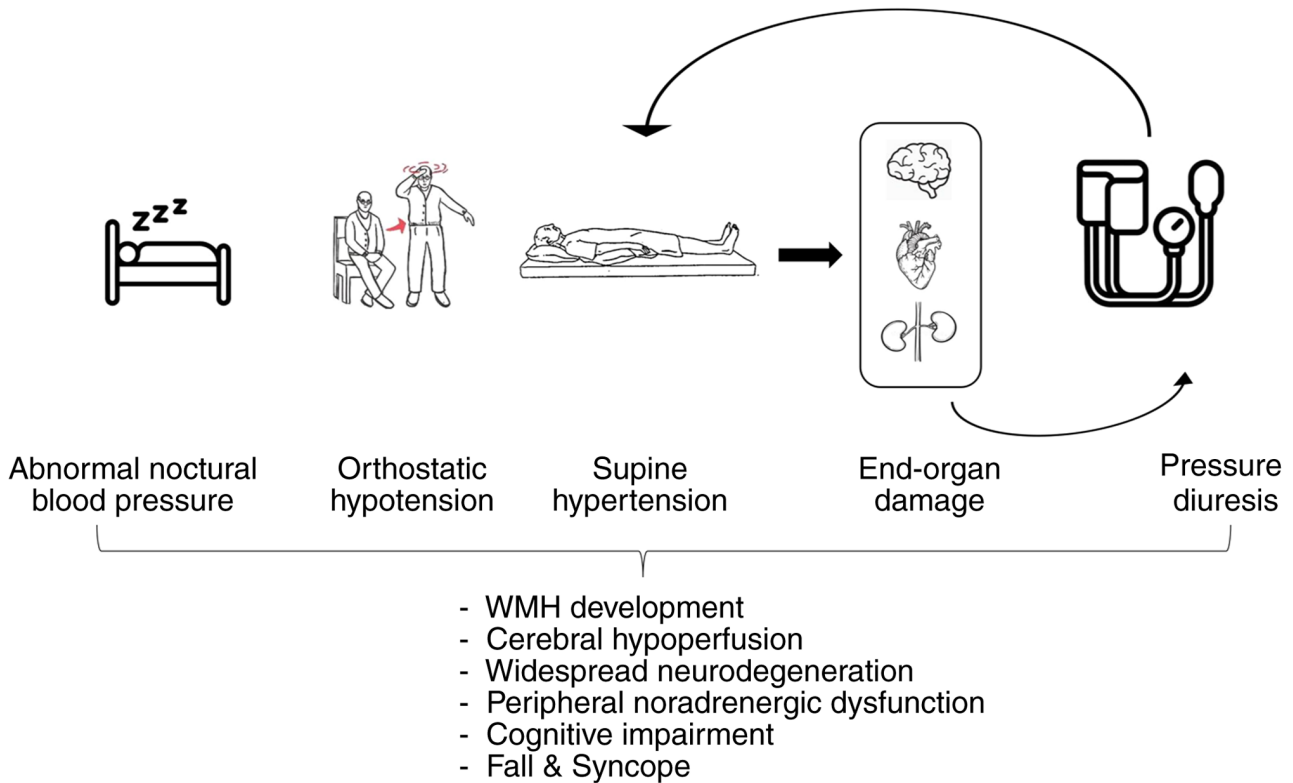 zzz
Abnormal noctural
blood pressure
Orthostatic
hypotension
Supine
hypertension
End-organ
damage
Pressure
diuresis
- WMH development
- Cerebral hypoperfusion
- Widespread neurodegeneration
- Peripheral noradrenergic dysfunction
- Cognitive impairment
- Fall & Syncope